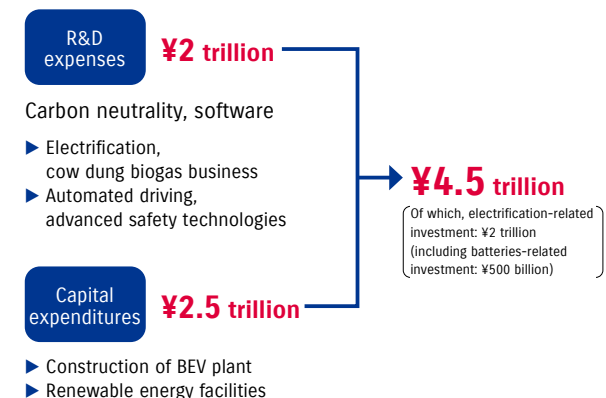 R&D
expenses
¥2 trillion
Carbon neutrality, software
▶ Electrification,
cow dung biogas business
▶ Automated driving,
advanced safety technologies
¥4.5 trillion
Of which, electrification-related
investment: ¥2 trillion
(including batteries-related
investment: ¥500 billion)
Capital
expenditures
¥2.5 trillion
▶ Construction of BEV plant
▶ Renewable energy facilities